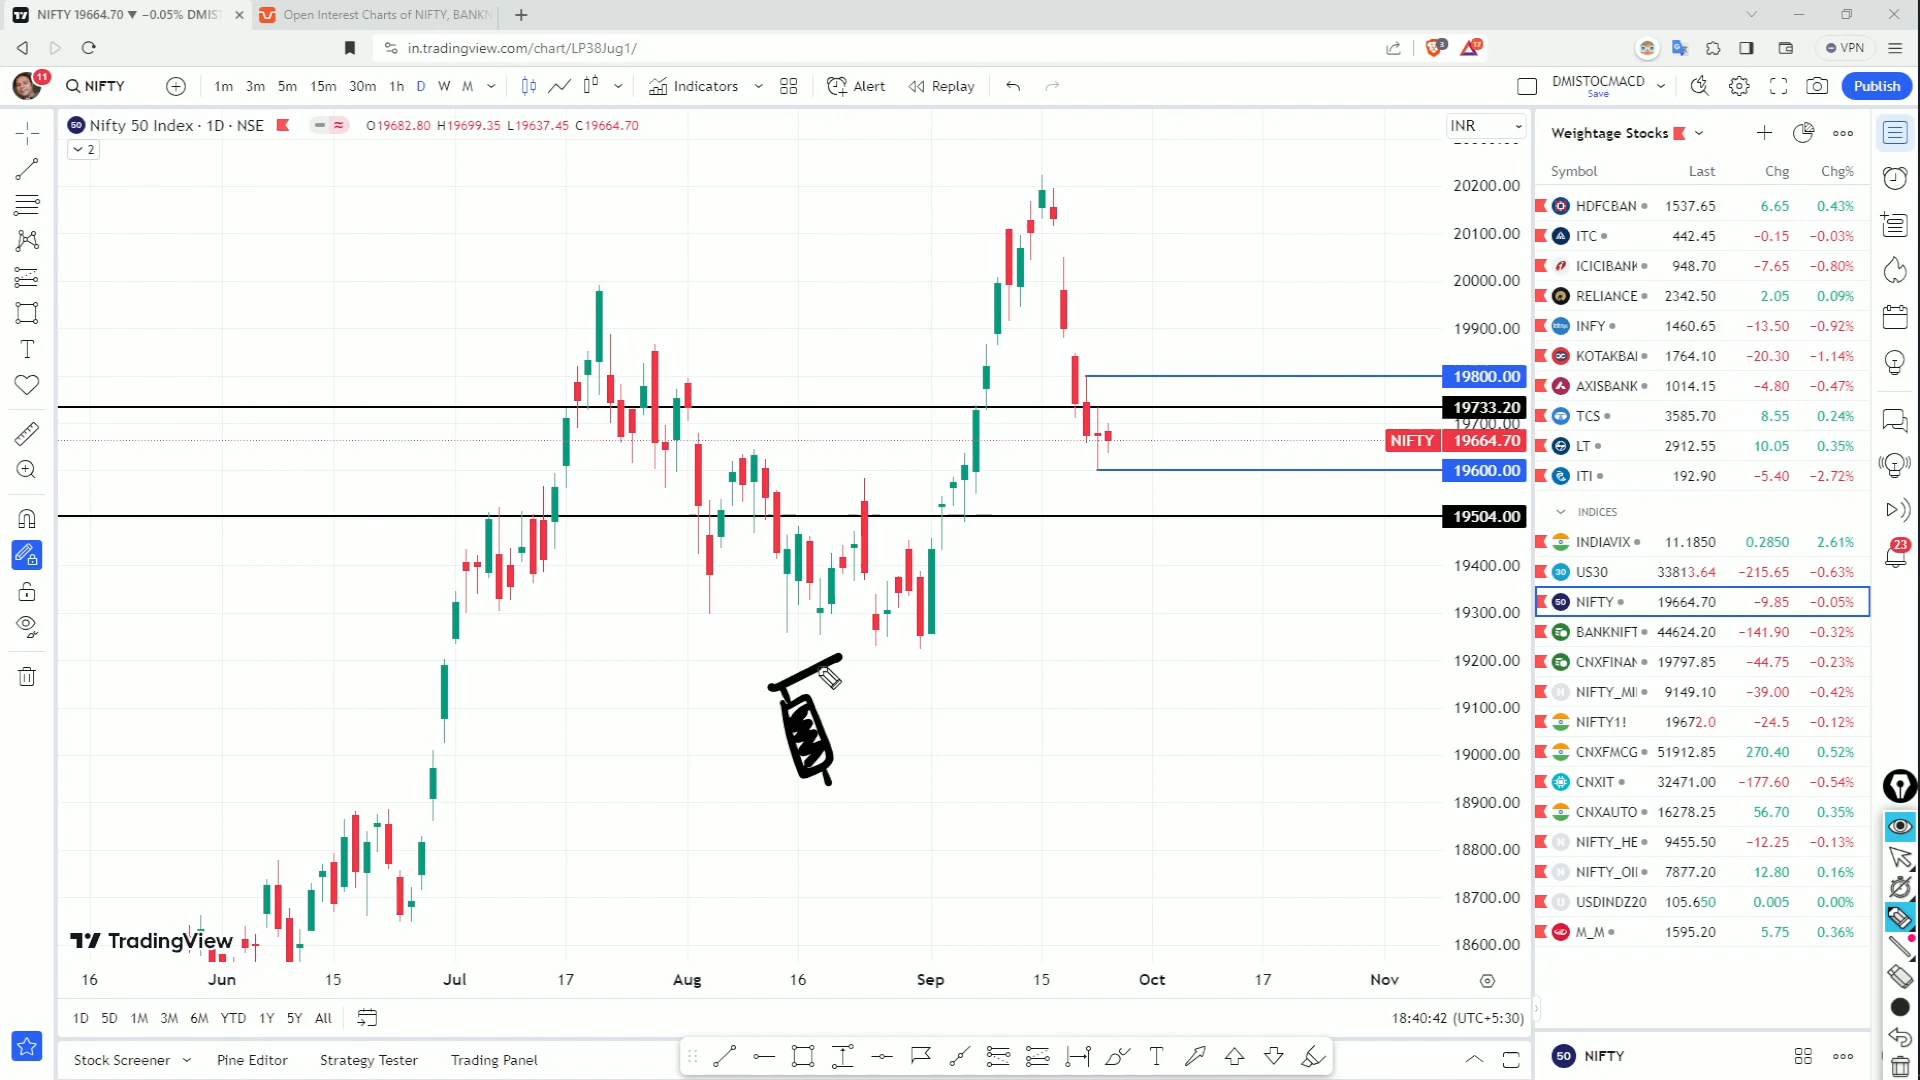 NIFTY 19664.70 ▼ −0.05% DMIST
Open Interest Charts of NIFTY, BANKN
in.tradingview.com/chart/LP38Jug1/
3
17
VPN
11
NIFTY
1m 3m 5m 15m 30m 1h D W M
Indicators
Alert
Replay
DMISTOCMACD
Save
Publish
50 Nifty 50 Index · 1D · NSE
O19682.80 H19699.35 L19637.45 C19664.70
2
INR
20200.00
20100.00
20000.00
19900.00
19800.00
19733.20
19700.00
NIFTY 19664.70
19600.00
19504.00
19400.00
19300.00
19200.00
19100.00
19000.00
18900.00
18800.00
18700.00
18600.00
TradingView
16 Jun 15 Jul 17 Aug 16 Sep 15 Oct 17 Nov
1D 5D 1M 3M 6M YTD 1Y 5Y All
18:40:42 (UTC+5:30)
Stock Screener Pine Editor Strategy Tester Trading Panel
Weightage Stocks
Symbol Last Chg Chg%
HDFCBAN 1537.65 6.65 0.43%
ITC 442.45 −0.15 −0.03%
ICICIBANK 948.70 −7.65 −0.80%
RELIANCE 2342.50 2.05 0.09%
INFY 1460.65 −13.50 −0.92%
KOTAKBAI 1764.10 −20.30 −1.14%
AXISBANK 1014.15 −4.80 −0.47%
TCS 3585.70 8.55 0.24%
LT 2912.55 10.05 0.35%
ITI 192.90 −5.40 −2.72%
INDICES
INDIAVIX 11.1850 0.2850 2.61%
30 US30 33813.64 −215.65 −0.63%
50 NIFTY 19664.70 −9.85 −0.05%
BANKNIFT 44624.20 −141.90 −0.32%
CNXFINAN 19797.85 −44.75 −0.23%
N NIFTY_MI 9149.10 −39.00 −0.42%
NIFTY1! 19672.0 −24.5 −0.12%
CNXFMCG 51912.85 270.40 0.52%
CNXIT 32471.00 −177.60 −0.54%
CNXAUTO 16278.25 56.70 0.35%
N NIFTY_HE 9455.50 −12.25 −0.13%
N NIFTY_OII 7877.20 12.80 0.16%
U USDINDZ20 105.650 0.005 0.00%
M_M 1595.20 5.75 0.36%
50 NIFTY
23